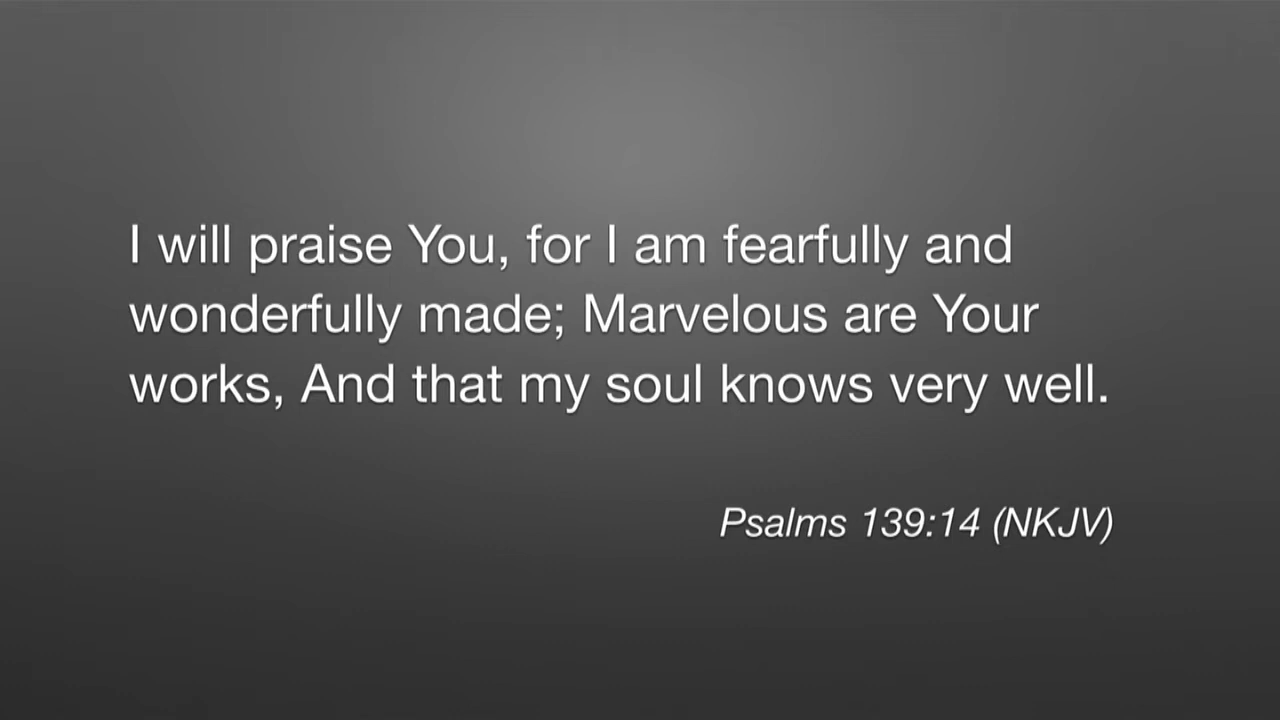 I will praise You, for I am fearfully and
wonderfully made; Marvelous are Your
works, And that my soul knows very well.
Psalms 139:14 (NKJV)